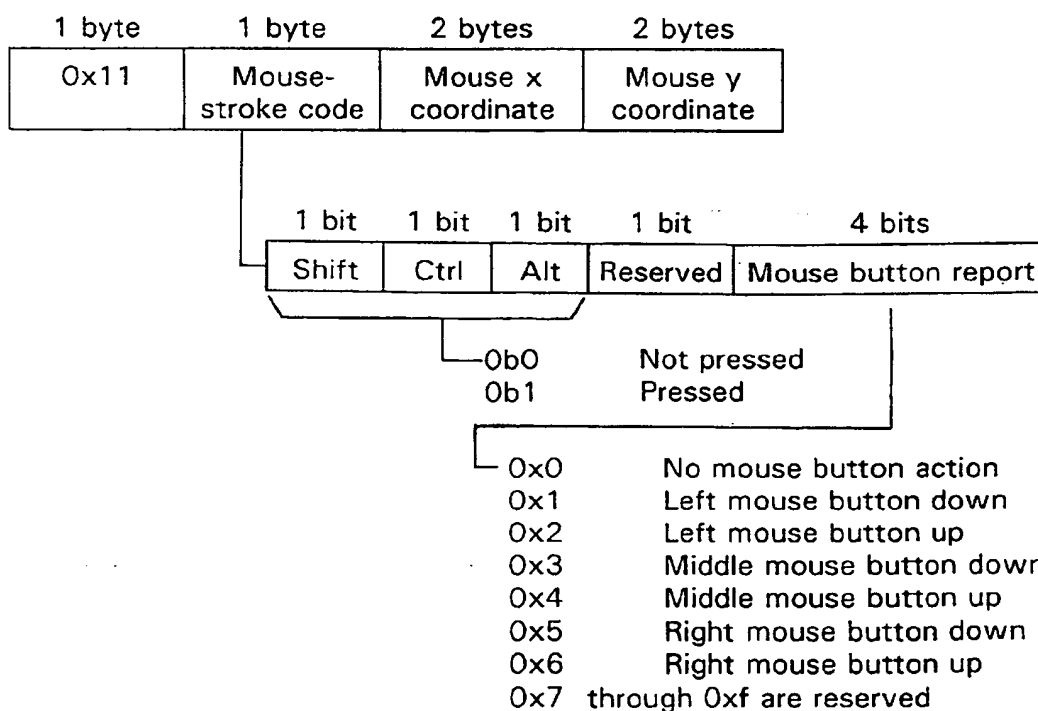 1 byte 1 byte 2 bytes 2 bytes
0x11 Mouse- Mouse x Mouse y
stroke code coordinate coordinate
1 bit 1 bit 1 bit 1 bit 4 bits
Shift Ctrl Alt Reserved Mouse button report
0b0 Not pressed
0b1 Pressed
0x0 No mouse button action
0x1 Left mouse button down
0x2 Left mouse button up
0x3 Middle mouse button down
0x4 Middle mouse button up
0x5 Right mouse button down
0x6 Right mouse button up
0x7 through 0xf are reserved